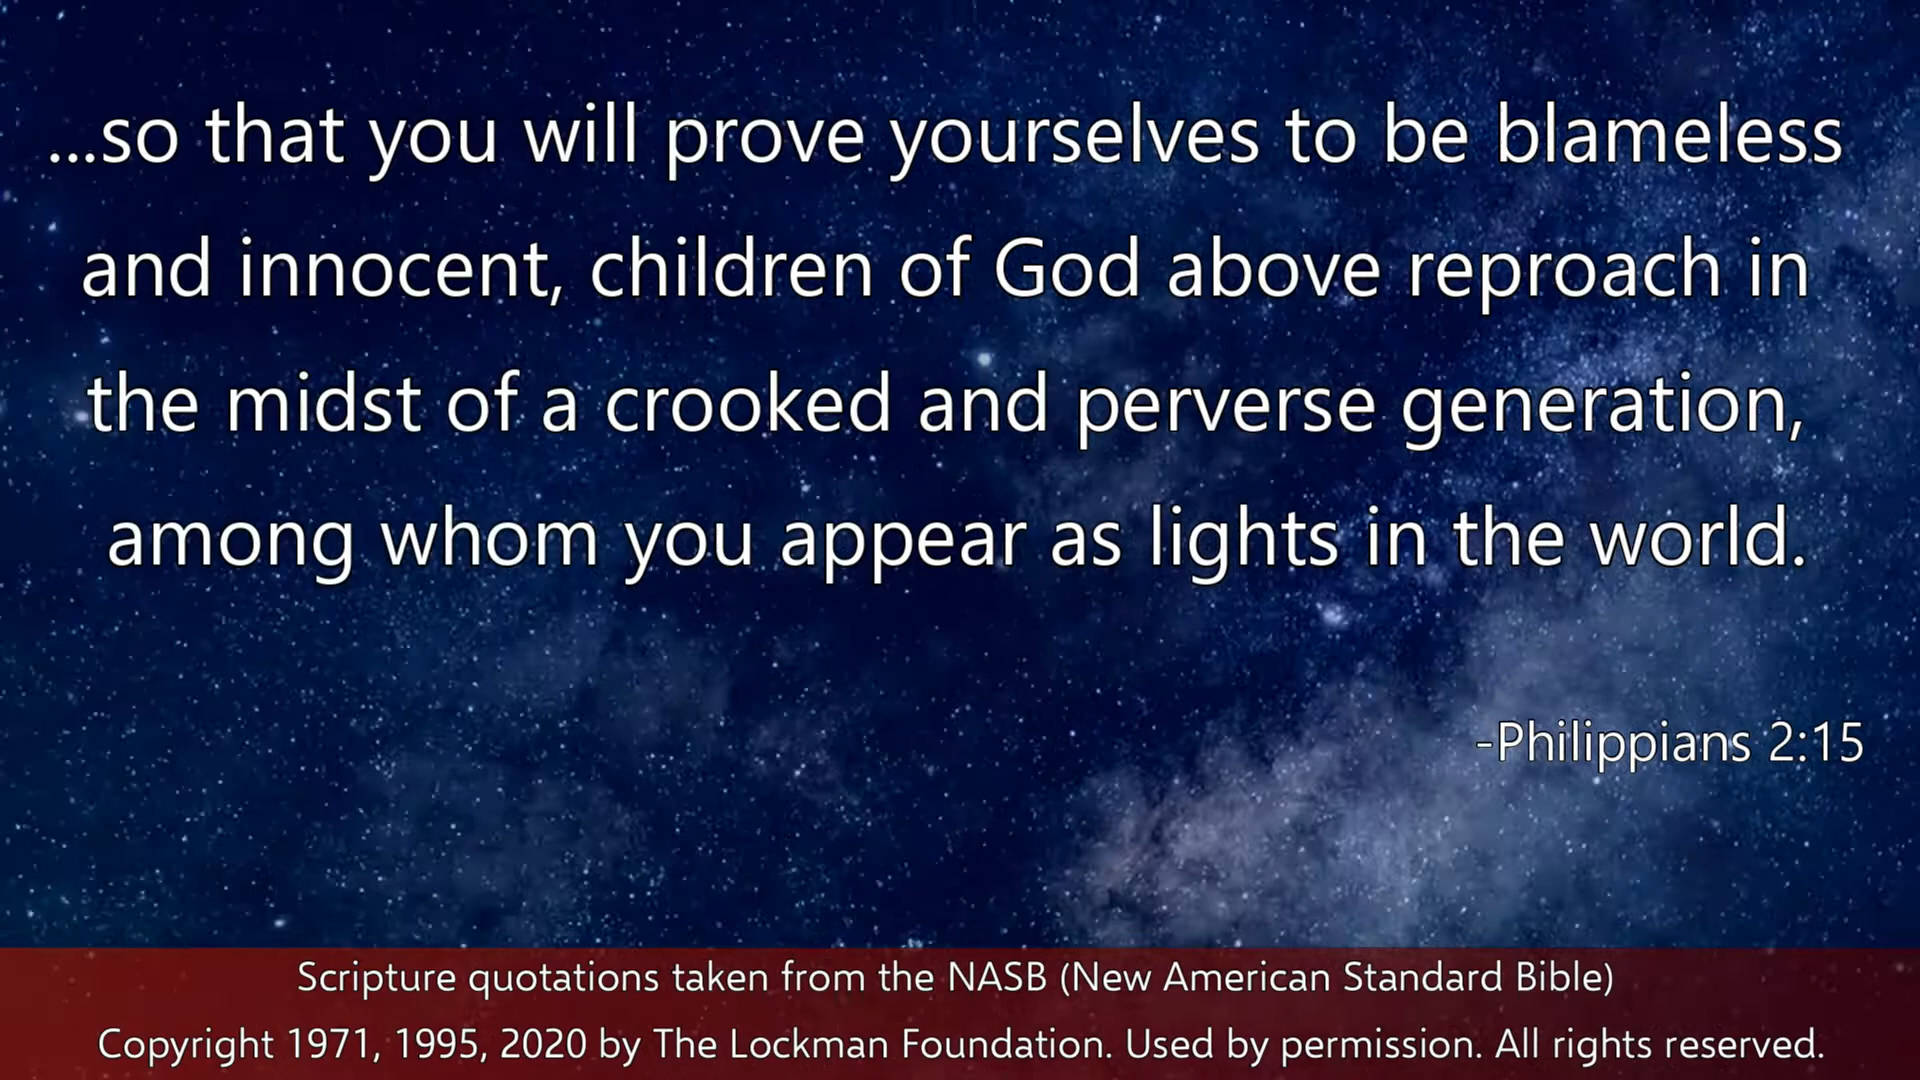 ...so that you will prove yourselves to be blameless
and innocent, children of God above reproach in
the midst of a crooked and perverse generation,
among whom you appear as lights in the world.
-Philippians 2:15
Scripture quotations taken from the NASB (New American Standard Bible)
Copyright 1971, 1995, 2020 by The Lockman Foundation. Used by permission. All rights reserved.